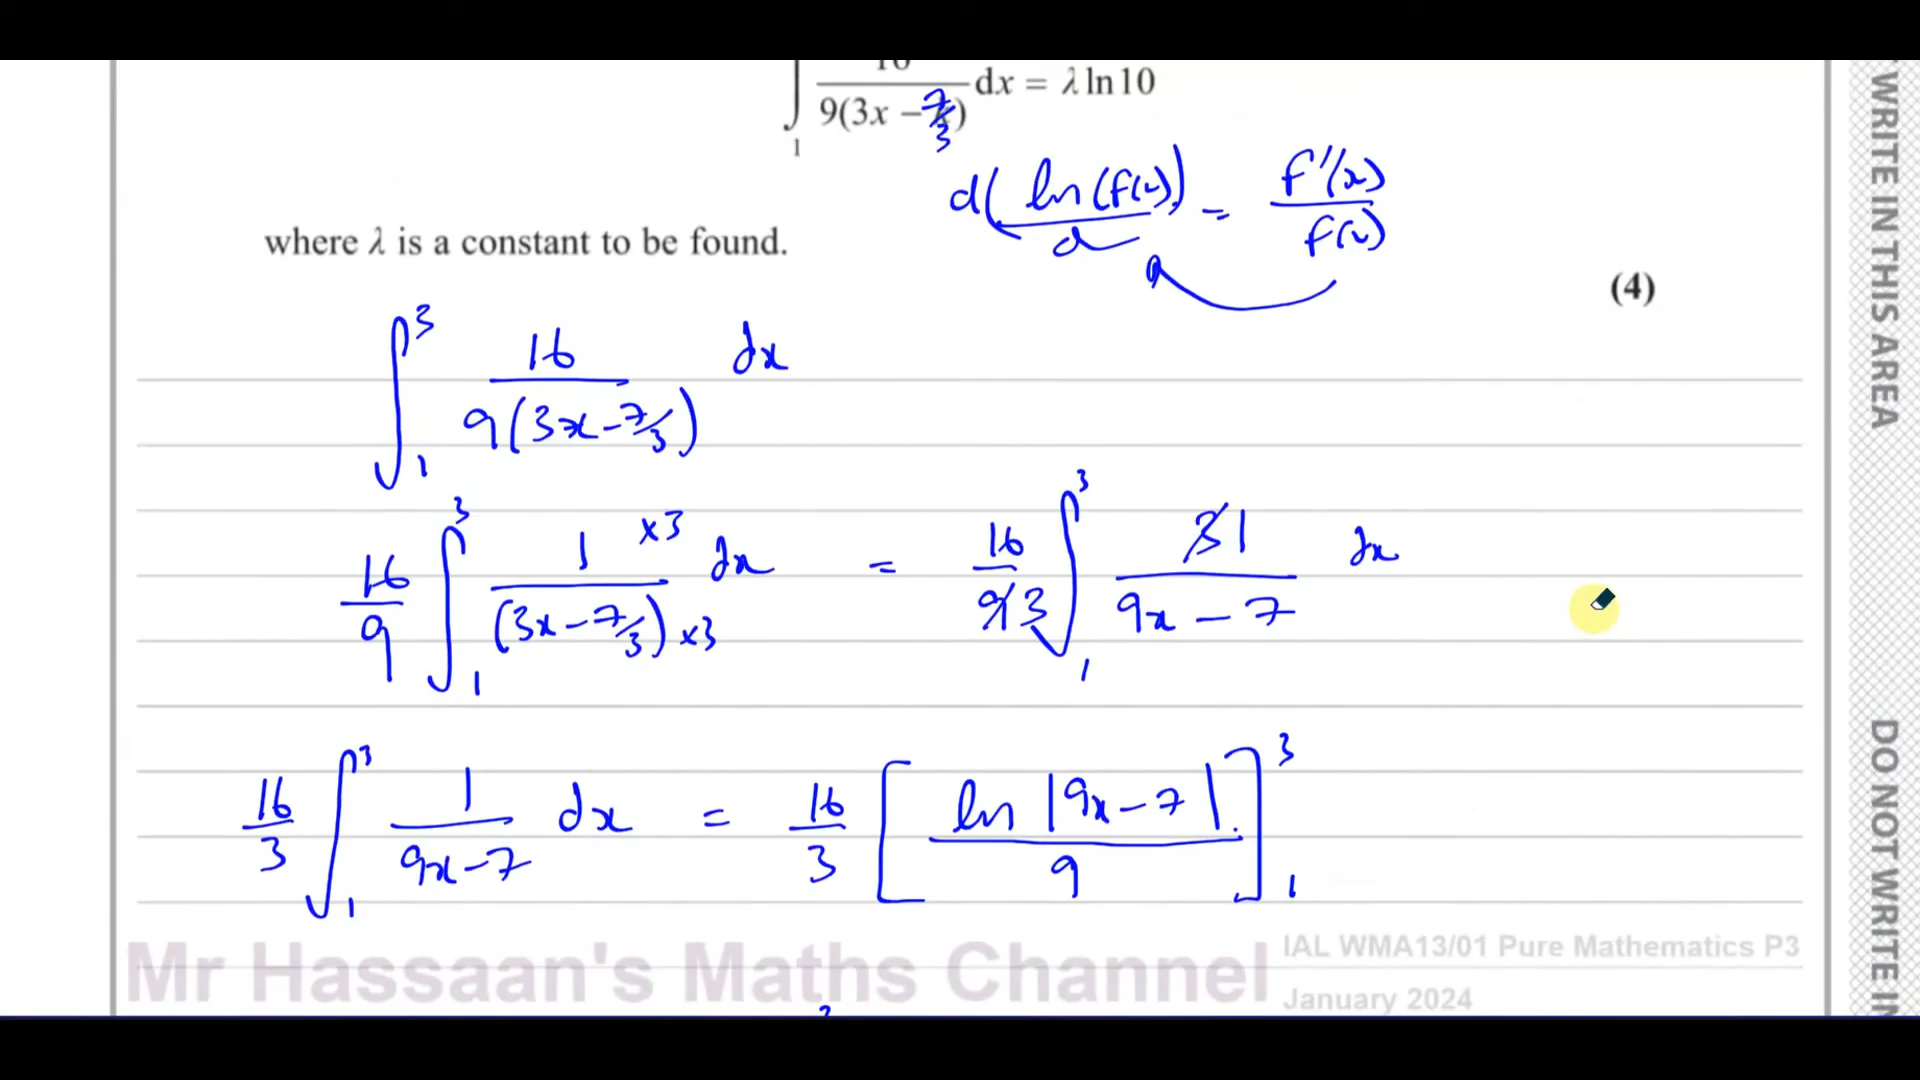 ∫₁ 16/9(3x − 7/3) dx = λ ln 10
d(ln(f(x)))/d = f'(x)/f(x)
where λ is a constant to be found.
(4)
∫₁³ 16/9(3x − 7/3) dx
16/9 ∫₁³ 1 ×3/(3x − 7/3) ×3 dx = 16/9 3 ∫₁³ 3 1/9x − 7 dx
16/3 ∫₁³ 1/9x − 7 dx = 16/3 [ln |9x − 7|/9]₁³
Mr Hassaan's Maths Channel
IAL WMA13/01 Pure Mathematics P3
January 2024
WRITE IN THIS AREA
DO NOT WRITE IN